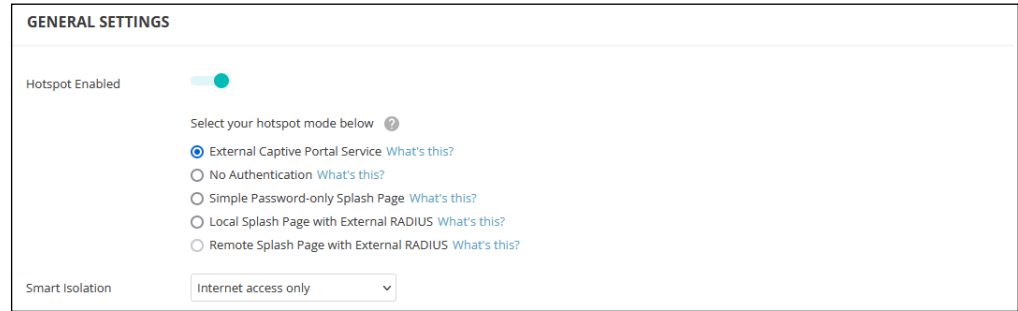 GENERAL SETTINGS
Hotspot Enabled
Select your hotspot mode below ?
External Captive Portal Service What's this?
No Authentication What's this?
Simple Password-only Splash Page What's this?
Local Splash Page with External RADIUS What's this?
Remote Splash Page with External RADIUS What's this?
Smart Isolation Internet access only